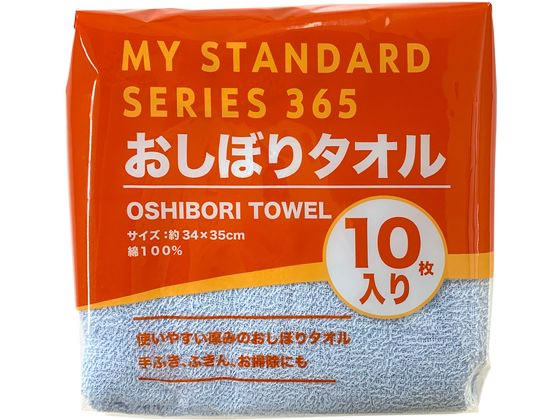 MY STANDARD
SERIES 365
おしぼりタオル
OSHIBORI TOWEL
サイズ：約34×35cm
綿100%
10枚
入り
使いやすい厚みのおしぼりタオル
手ふき、ふきん、お掃除にも